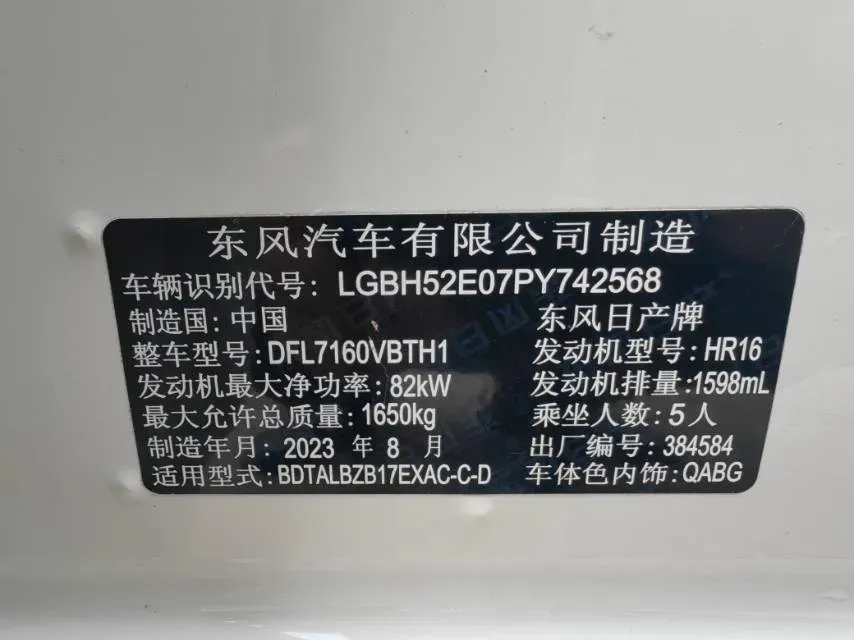 东风汽车有限公司制造
车辆识别代号: LGBH52E07PY742568
制造国: 中国 东风日产牌
整车型号: DFL7160VBTH1 发动机型号: HR16
发动机最大净功率: 82kW 发动机排量: 1598mL
最大允许总质量: 1650kg 乘坐人数: 5人
制造年月: 2023 年 8 月 出厂编号: 384584
适用型式: BDTALBZB17EXAC-C-D 车体色内饰: QABG